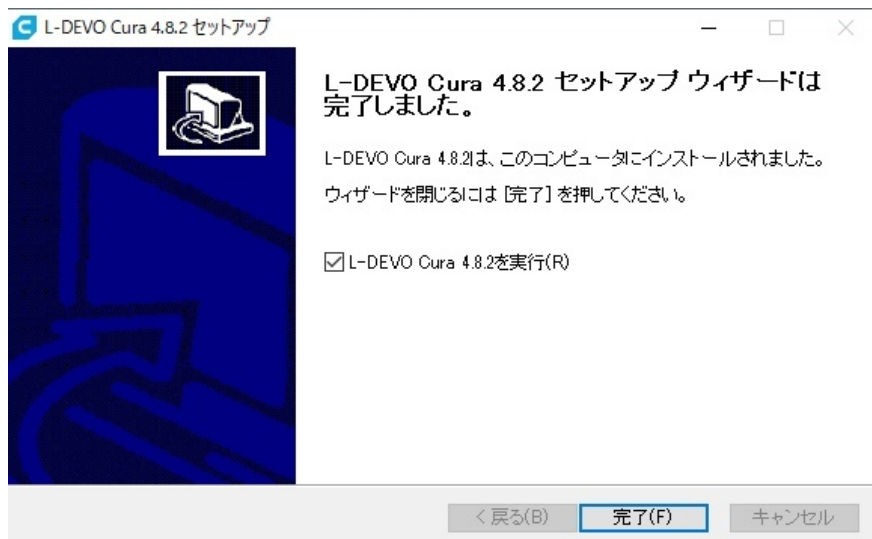 L-DEVO Cura 4.8.2 セットアップ
L-DEVO Cura 4.8.2 セットアップ ウィザードは
完了しました。
L-DEVO Cura 4.8.2は、このコンピュータにインストールされました。
ウィザードを閉じるには [完了] を押してください。
L-DEVO Cura 4.8.2を実行(R)
< 戻る(B) 完了(F) キャンセル